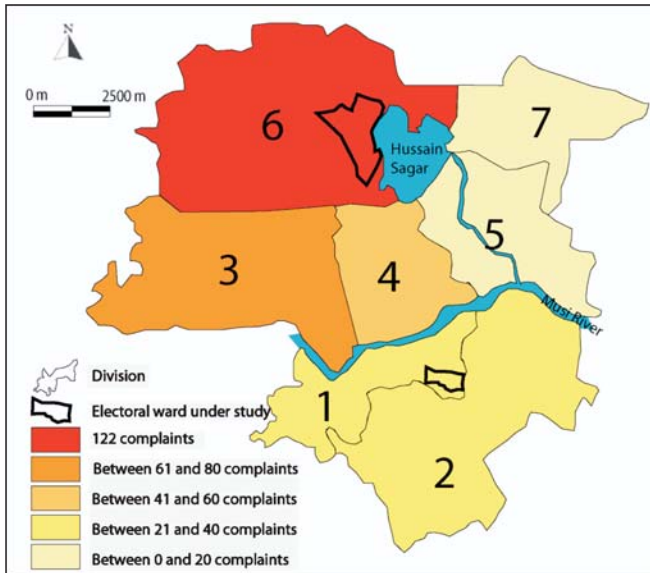 N
0 m 2500 m
6
7
Hussain
Sagar
5
3
4
Musi River
1
2
Division
Electoral ward under study
122 complaints
Between 61 and 80 complaints
Between 41 and 60 complaints
Between 21 and 40 complaints
Between 0 and 20 complaints